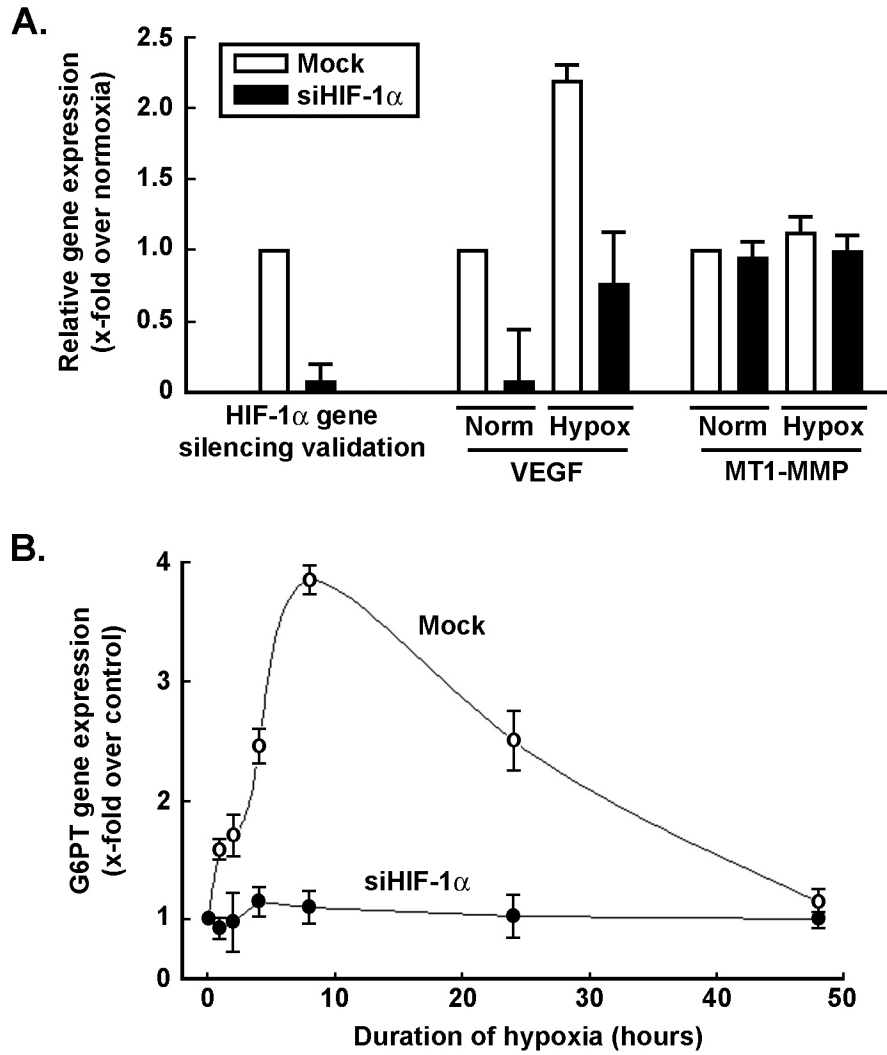 A.
Relative gene expression
(x-fold over normoxia)
2.5
2.0
1.5
1.0
0.5
0
Mock
siHIF-1α
HIF-1α gene
silencing validation
Norm Hypox
VEGF
Norm Hypox
MT1-MMP
B.
G6PT gene expression
(x-fold over control)
4
3
2
1
0
Mock
siHIF-1α
0 10 20 30 40 50
Duration of hypoxia (hours)